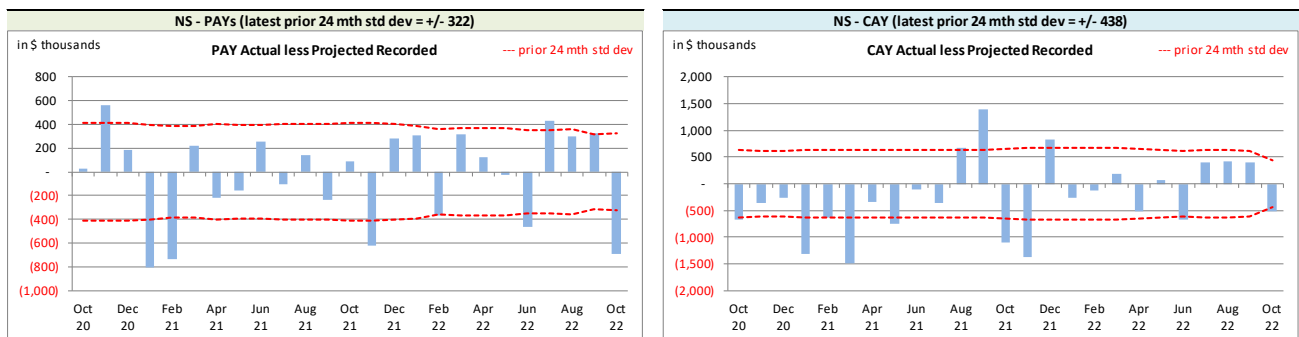 NS - PAYs (latest prior 24 mth std dev = +/- 322)
in $ thousands
PAY Actual less Projected Recorded
--- prior 24 mth std dev
800
600
400
200
-
(200)
(400)
(600)
(800)
(1,000)
Oct Dec Feb Apr Jun Aug Oct Dec Feb Apr Jun Aug Oct
20 20 21 21 21 21 21 21 22 22 22 22 22
NS - CAY (latest prior 24 mth std dev = +/- 438)
in $ thousands
CAY Actual less Projected Recorded
--- prior 24 mth std dev
2,000
1,500
1,000
500
-
(500)
(1,000)
(1,500)
(2,000)
Oct Dec Feb Apr Jun Aug Oct Dec Feb Apr Jun Aug Oct
20 20 21 21 21 21 21 21 22 22 22 22 22